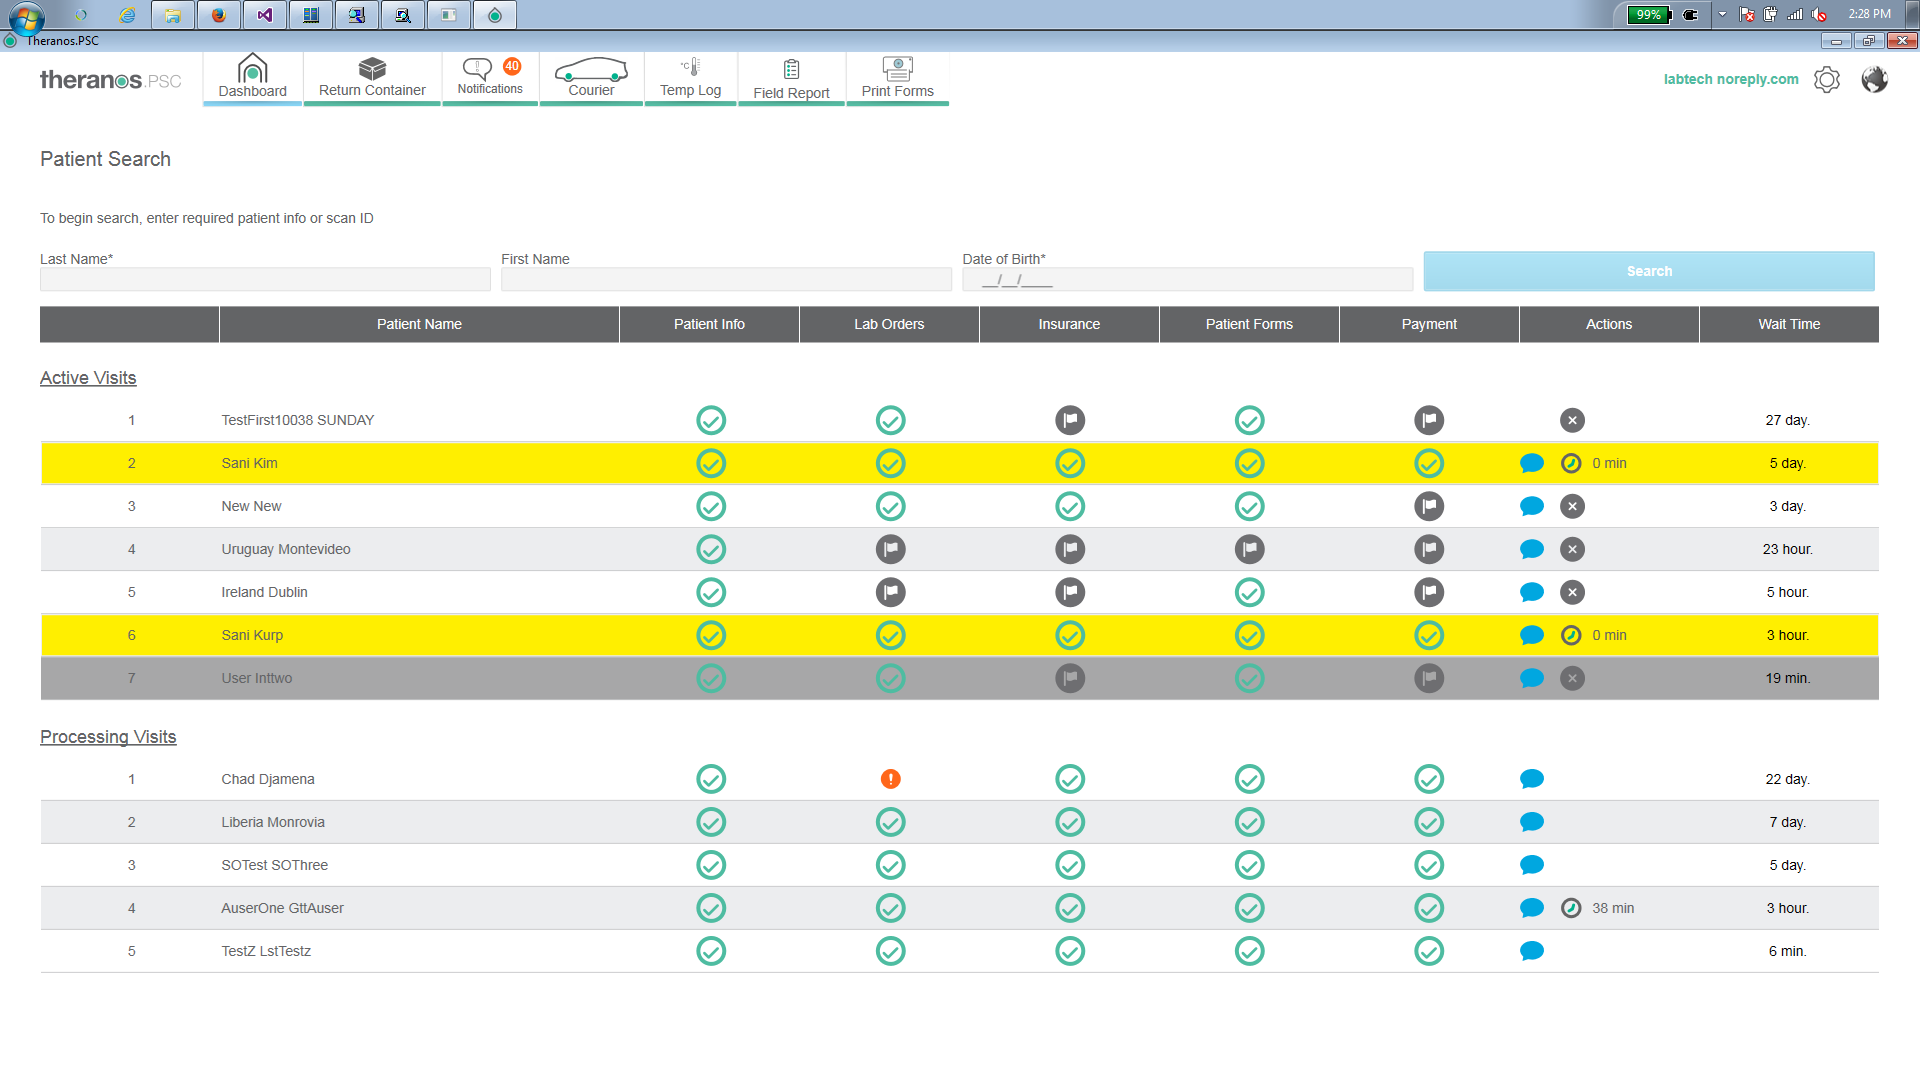 99%
2:28 PM
Theranos.PSC
theranos.PSC
Dashboard
Return Container
40
Notifications
Courier
°C
Temp Log
Field Report
Print Forms
labtech noreply.com
Patient Search
To begin search, enter required patient info or scan ID
Last Name*
First Name
Date of Birth*
__/__/____
Search
Patient Name Patient Info Lab Orders Insurance Patient Forms Payment Actions Wait Time
Active Visits
1 TestFirst10038 SUNDAY 27 day.
2 Sani Kim 0 min 5 day.
3 New New 3 day.
4 Uruguay Montevideo 23 hour.
5 Ireland Dublin 5 hour.
6 Sani Kurp 0 min 3 hour.
7 User Inttwo 19 min.
Processing Visits
1 Chad Djamena ! 22 day.
2 Liberia Monrovia 7 day.
3 SOTest SOThree 5 day.
4 AuserOne GttAuser 38 min 3 hour.
5 TestZ LstTestz 6 min.